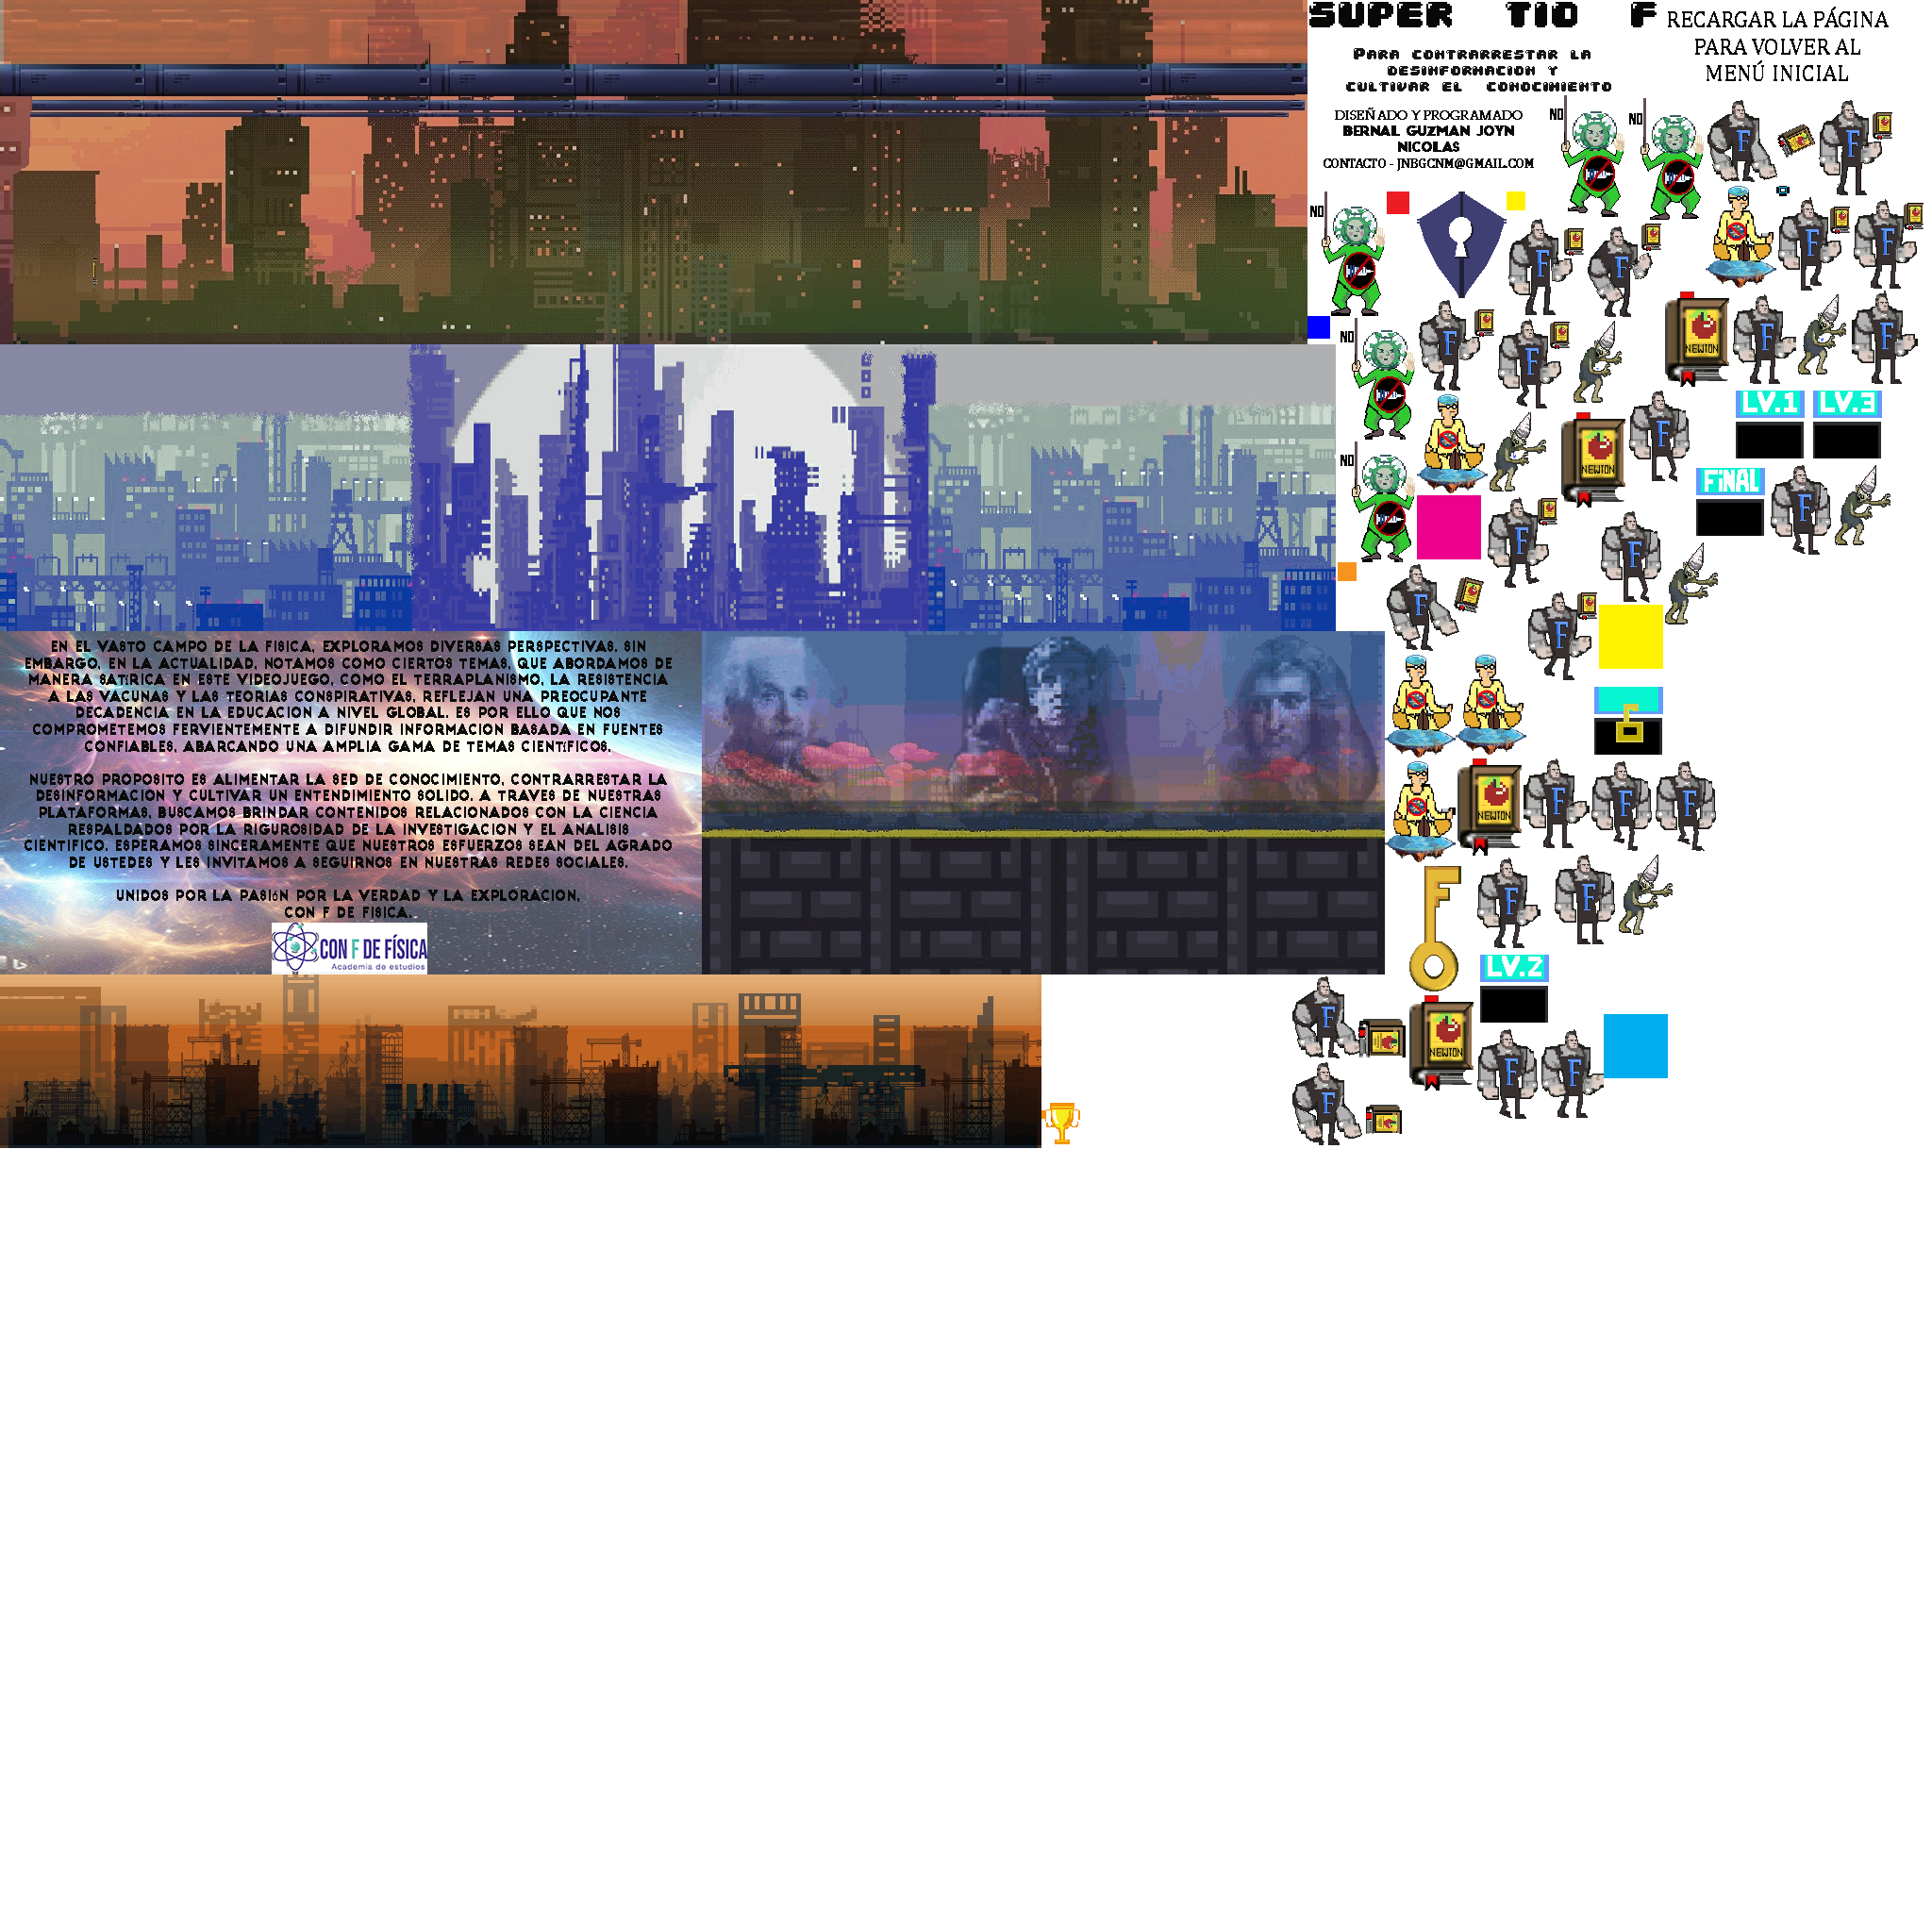 SUPER TIO F
PARA CONTRARRESTAR LA
DESINFORMACION Y
CULTIVAR EL CONOCIMIENTO
DISEÑADO Y PROGRAMADO
BERNAL GUZMAN JOYN
NICOLAS
CONTACTO - JNBGCNM@GMAIL.COM
RECARGAR LA PÁGINA
PARA VOLVER AL
MENÚ INICIAL
NO
NO
F
F
NO
F
F
F
F
NEWTON
F
F
F
F
NO
LV.1
LV.3
NEWTON
F
NO
FINAL
F
F
F
F
F
EN EL VASTO CAMPO DE LA FISICA, EXPLORAMOS DIVERSAS PERSPECTIVAS. SIN
EMBARGO, EN LA ACTUALIDAD, NOTAMOS COMO CIERTOS TEMAS, QUE ABORDAMOS DE
MANERA SATIRICA EN ESTE VIDEOJUEGO, COMO EL TERRAPLANISMO, LA RESISTENCIA
A LAS VACUNAS Y LAS TEORIAS CONSPIRATIVAS, REFLEJAN UNA PREOCUPANTE
DECADENCIA EN LA EDUCACION A NIVEL GLOBAL. ES POR ELLO QUE NOS
COMPROMETEMOS FERVIENTEMENTE A DIFUNDIR INFORMACION BASADA EN FUENTES
CONFIABLES, ABARCANDO UNA AMPLIA GAMA DE TEMAS CIENTíFICOS.
NUESTRO PROPOSITO ES ALIMENTAR LA SED DE CONOCIMIENTO, CONTRARRESTAR LA
DESINFORMACION Y CULTIVAR UN ENTENDIMIENTO SOLIDO. A TRAVES DE NUESTRAS
PLATAFORMAS, BUSCAMOS BRINDAR CONTENIDOS RELACIONADOS CON LA CIENCIA
RESPALDADOS POR LA RIGUROSIDAD DE LA INVESTIGACION Y EL ANALISIS
CIENTIFICO. ESPERAMOS SINCERAMENTE QUE NUESTROS ESFUERZOS SEAN DEL AGRADO
DE USTEDES Y LES INVITAMOS A SEGUIRNOS EN NUESTRAS REDES SOCIALES.
UNIDOS POR LA PASIóN POR LA VERDAD Y LA EXPLORACION,
CON F DE FISICA.
CON F DE FÍSICA
Academia de estudios
NEWTON
F
F
F
F
F
LV.2
F
NEWTON
F
F
F